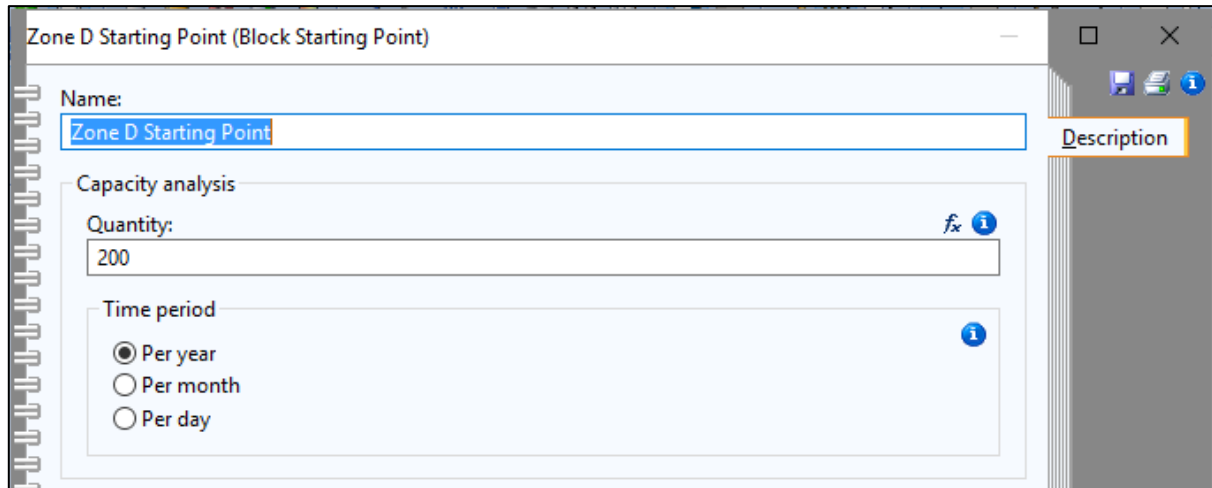 Zone D Starting Point (Block Starting Point)
Name:
Zone D Starting Point
Description
Capacity analysis
Quantity:
fx
200
Time period
Per year
Per month
Per day